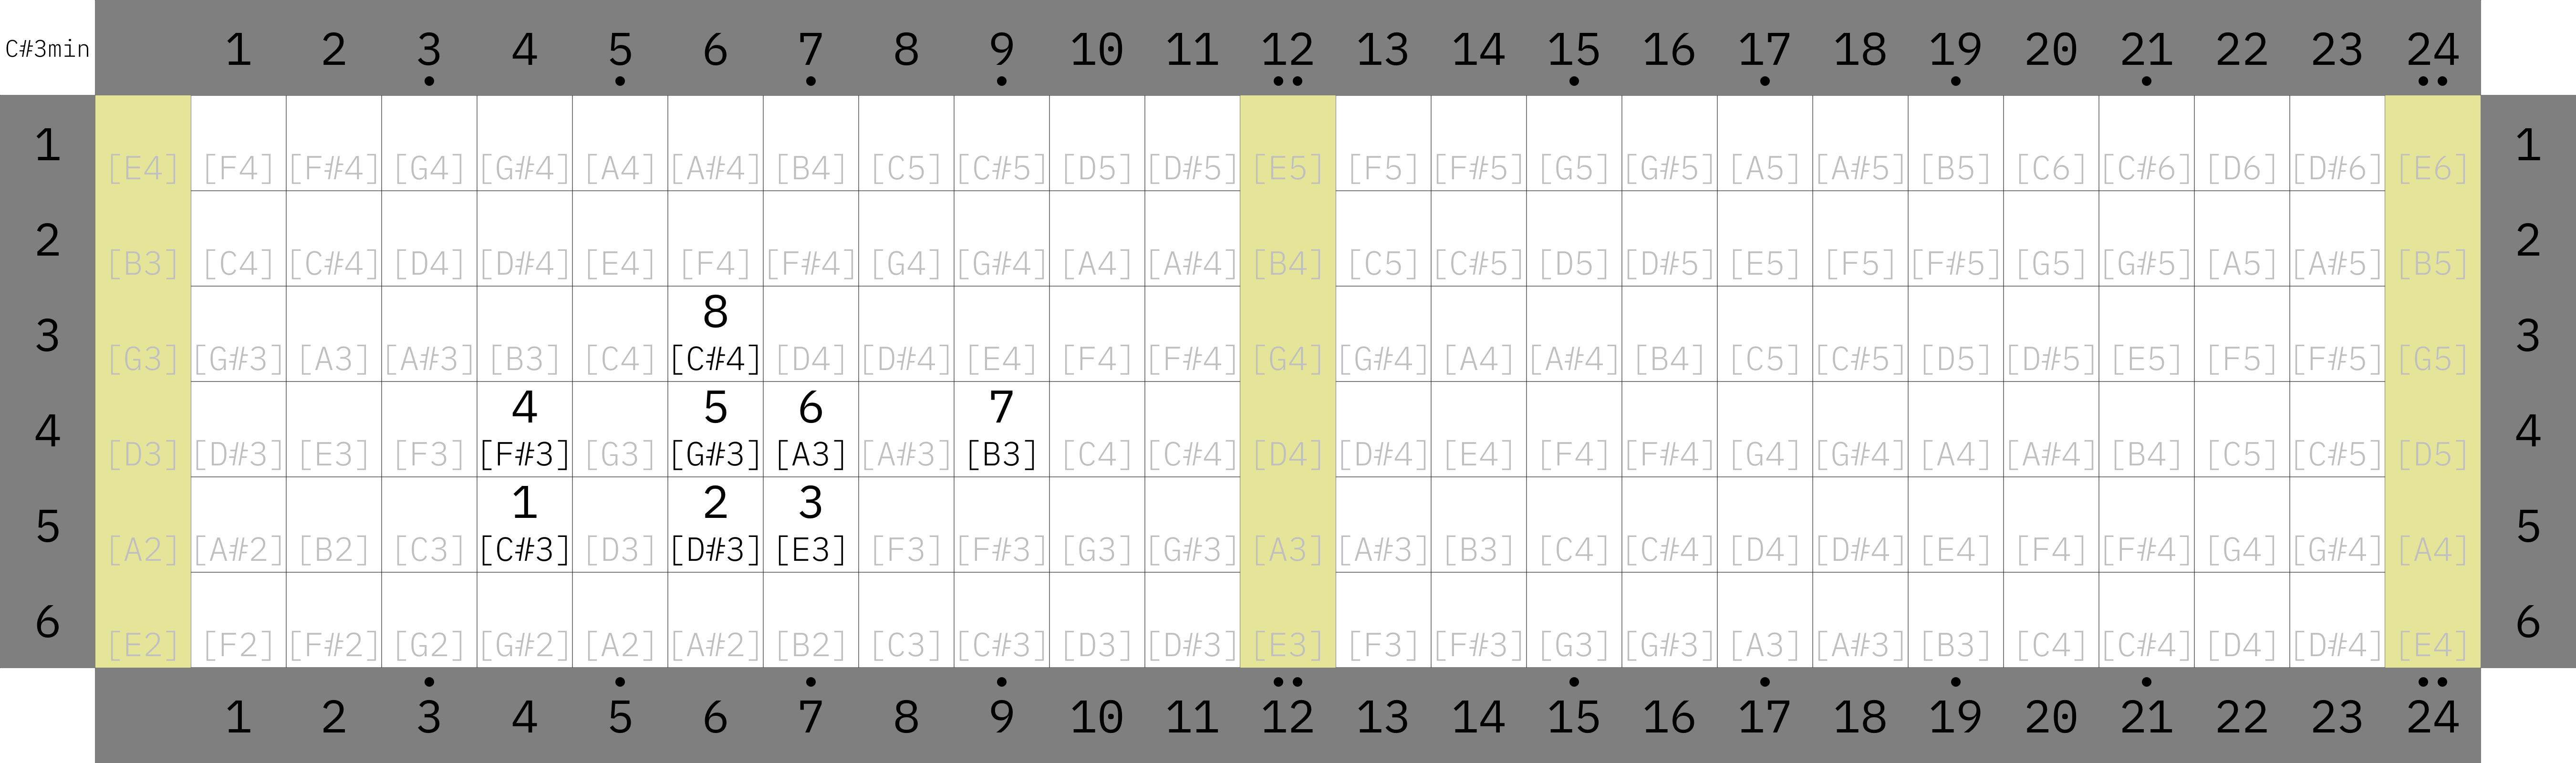 C#3min 1 2 3 4 5 6 7 8 9 10 11 12 13 14 15 16 17 18 19 20 21 22 23 24
1 [E4] [F4] [F#4] [G4] [G#4] [A4] [A#4] [B4] [C5] [C#5] [D5] [D#5] [E5] [F5] [F#5] [G5] [G#5] [A5] [A#5] [B5] [C6] [C#6] [D6] [D#6] [E6] 1
2 [B3] [C4] [C#4] [D4] [D#4] [E4] [F4] [F#4] [G4] [G#4] [A4] [A#4] [B4] [C5] [C#5] [D5] [D#5] [E5] [F5] [F#5] [G5] [G#5] [A5] [A#5] [B5] 2
8
3 [G3] [G#3] [A3] [A#3] [B3] [C4] [C#4] [D4] [D#4] [E4] [F4] [F#4] [G4] [G#4] [A4] [A#4] [B4] [C5] [C#5] [D5] [D#5] [E5] [F5] [F#5] [G5] 3
4 5 6 7
4 [D3] [D#3] [E3] [F3] [F#3] [G3] [G#3] [A3] [A#3] [B3] [C4] [C#4] [D4] [D#4] [E4] [F4] [F#4] [G4] [G#4] [A4] [A#4] [B4] [C5] [C#5] [D5] 4
1 2 3
5 [A2] [A#2] [B2] [C3] [C#3] [D3] [D#3] [E3] [F3] [F#3] [G3] [G#3] [A3] [A#3] [B3] [C4] [C#4] [D4] [D#4] [E4] [F4] [F#4] [G4] [G#4] [A4] 5
6 [E2] [F2] [F#2] [G2] [G#2] [A2] [A#2] [B2] [C3] [C#3] [D3] [D#3] [E3] [F3] [F#3] [G3] [G#3] [A3] [A#3] [B3] [C4] [C#4] [D4] [D#4] [E4] 6
1 2 3 4 5 6 7 8 9 10 11 12 13 14 15 16 17 18 19 20 21 22 23 24